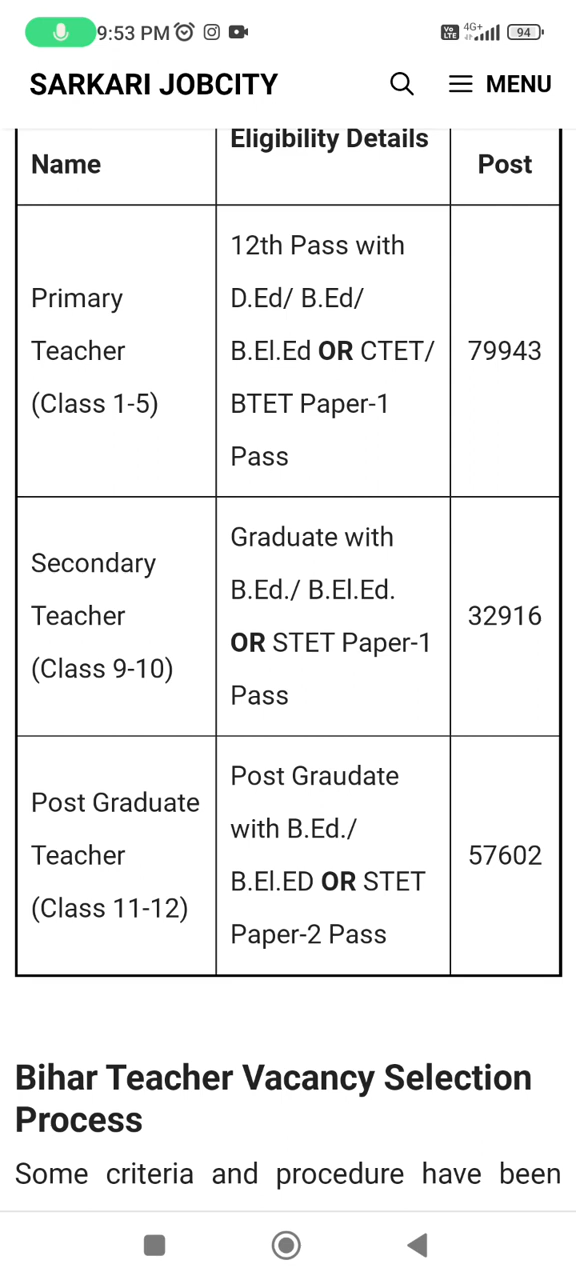 9:53 PM
Vo LTE 4G+ 94
SARKARI JOBCITY
MENU
Name
Eligibility Details
Post
Primary
Teacher
(Class 1-5)
12th Pass with
D.Ed/ B.Ed/
B.El.Ed OR CTET/
BTET Paper-1
Pass
79943
Secondary
Teacher
(Class 9-10)
Graduate with
B.Ed./ B.El.Ed.
OR STET Paper-1
Pass
32916
Post Graduate
Teacher
(Class 11-12)
Post Graudate
with B.Ed./
B.El.ED OR STET
Paper-2 Pass
57602
Bihar Teacher Vacancy Selection
Process
Some criteria and procedure have been